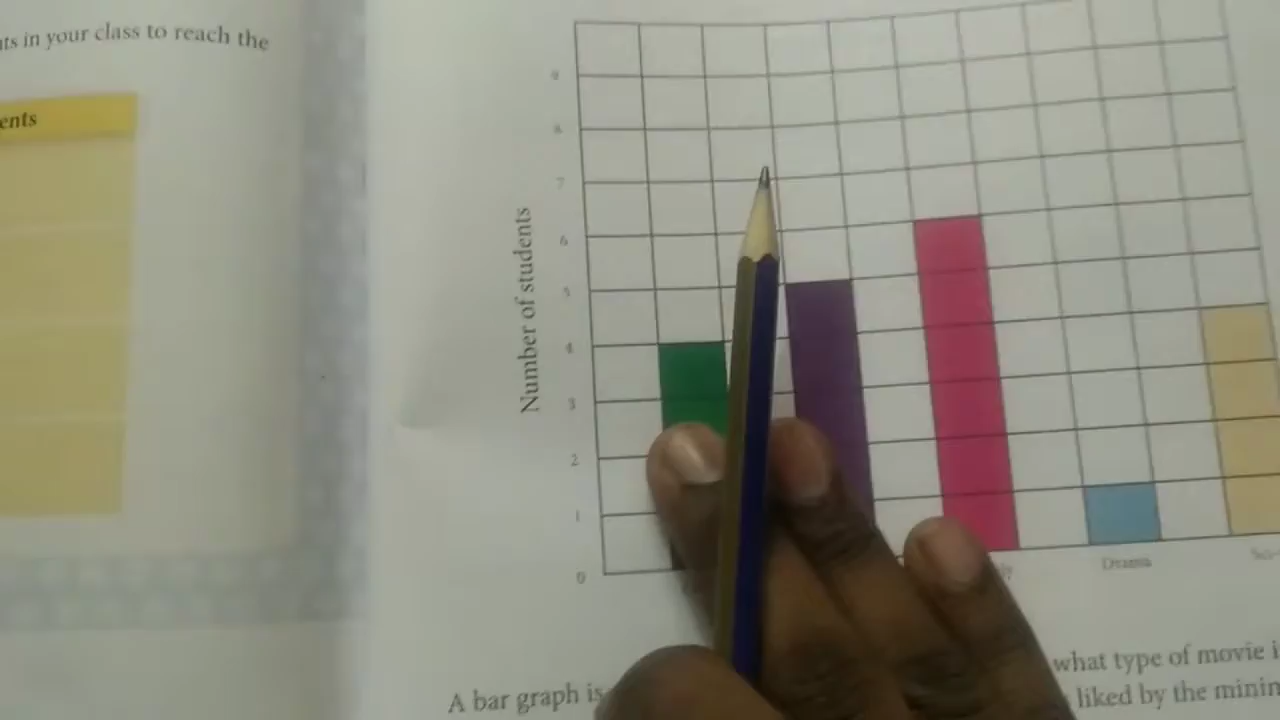 ts in your class to reach the
ents
Number of students
9
8
7
6
5
4
3
2
1
0
Drama
A bar graph is
what type of movie i
liked by the minin